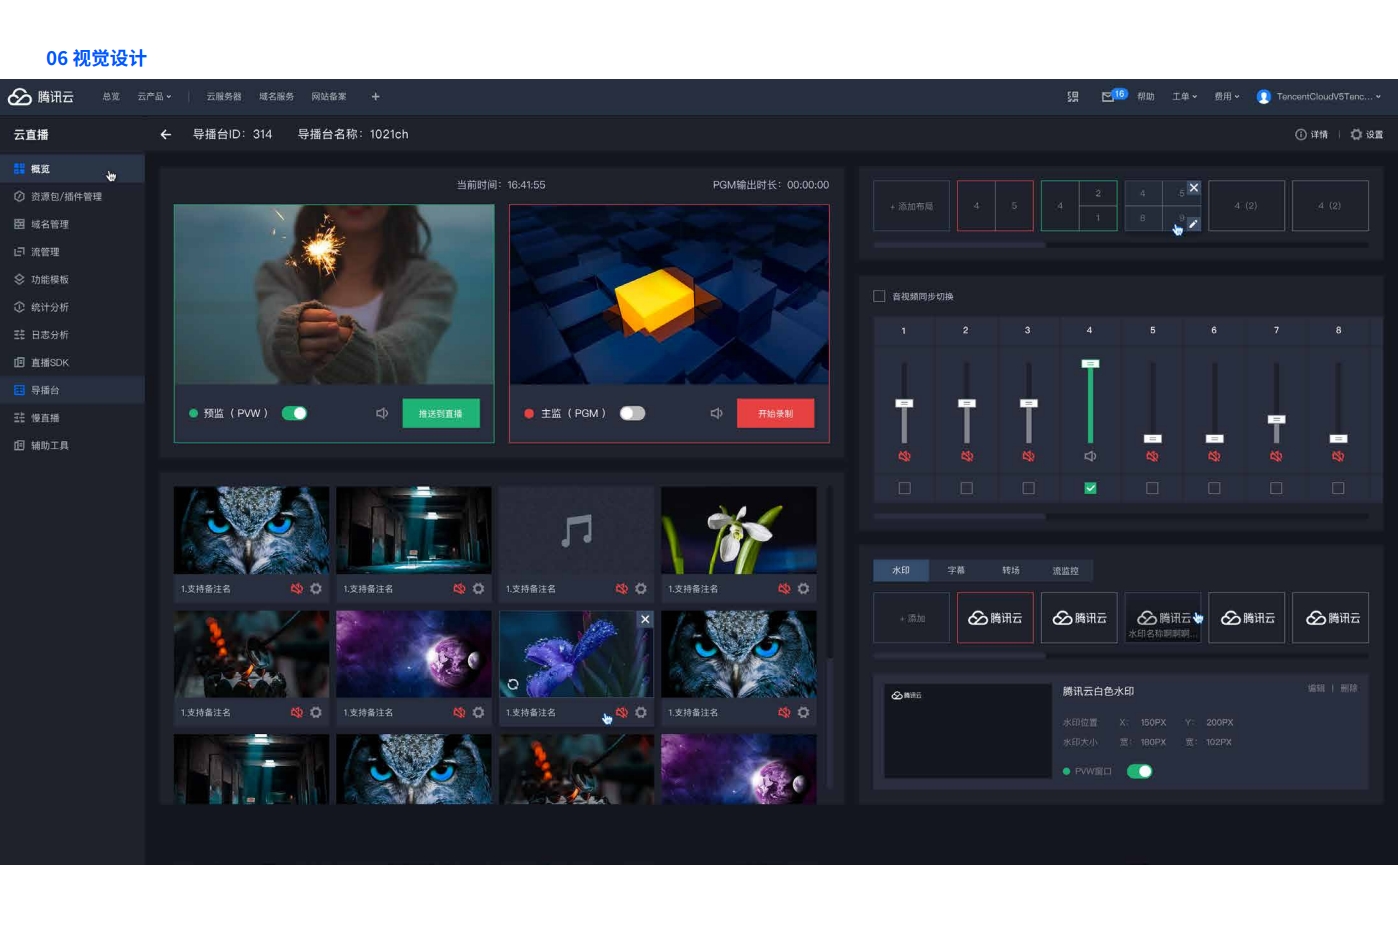 06 视觉设计
腾讯云 总览 云产品 云服务器 域名服务 网站备案 + 16 帮助 工单 费用 TencentCloudV5Tenc...
云直播 导播台ID: 314 导播台名称: 1021ch 详情 设置
概览
资源包/插件管理
域名管理
流管理
功能模板
统计分析
日志分析
直播SDK
导播台
慢直播
辅助工具
当前时间: 16:41:55 PGM输出时长: 00:00:00
预监 ( PVW ) 推送到直播
主监 ( PGM ) 开始录制
1.支持备注名 1.支持备注名 1.支持备注名 1.支持备注名
1.支持备注名 1.支持备注名 1.支持备注名 1.支持备注名
+ 添加布局 4 5 4 2 1 4 5 8 9 4 (2) 4 (2)
音视频同步切换
1 2 3 4 5 6 7 8
水印 字幕 转场 流监控
+ 添加 腾讯云 腾讯云 腾讯云 腾讯云 腾讯云
水印名称啊啊啊...
腾讯云 腾讯云白色水印 编辑 删除
水印位置 X: 150PX Y: 200PX
水印大小 宽: 180PX 宽: 102PX
PVW窗口